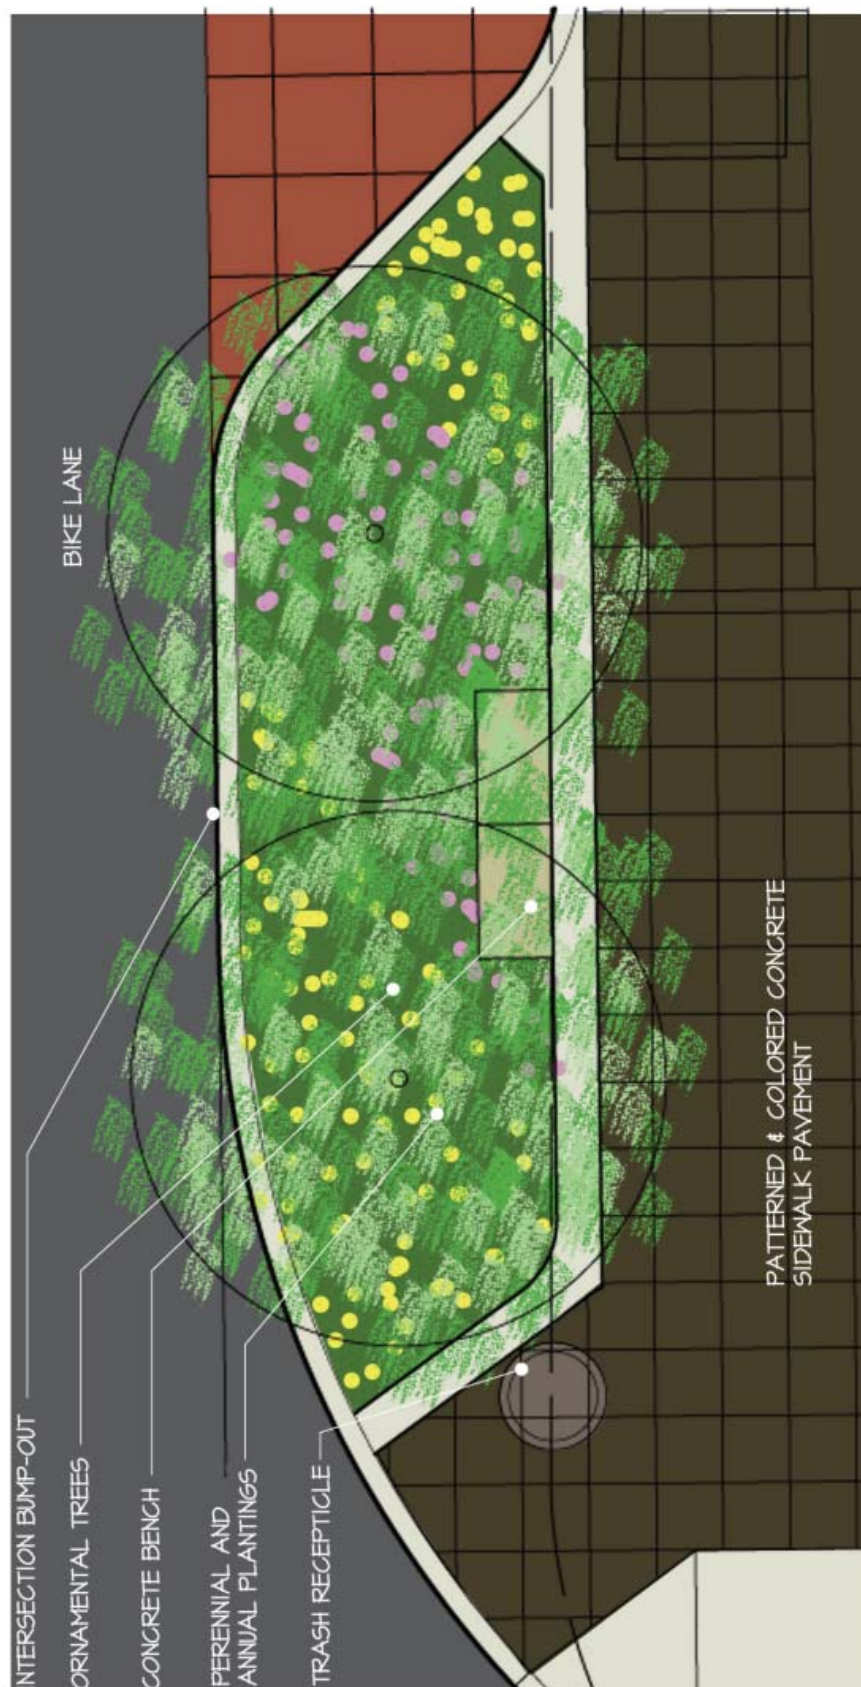 NTERSECTION BUMP-OUT
ORNAMENTAL TREES
CONCRETE BENCH
PERENNIAL AND
ANNUAL PLANTINGS
TRASH RECEPTICLE
BIKE LANE
PATTERNED & COLORED CONCRETE
SIDEWALK PAVEMENT